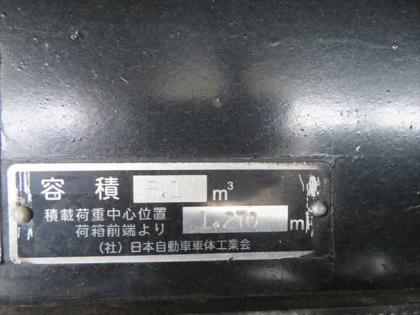 容積 5.1 m³
積載荷重中心位置
荷箱前端より 1.270 m
(社)日本自動車車体工業会